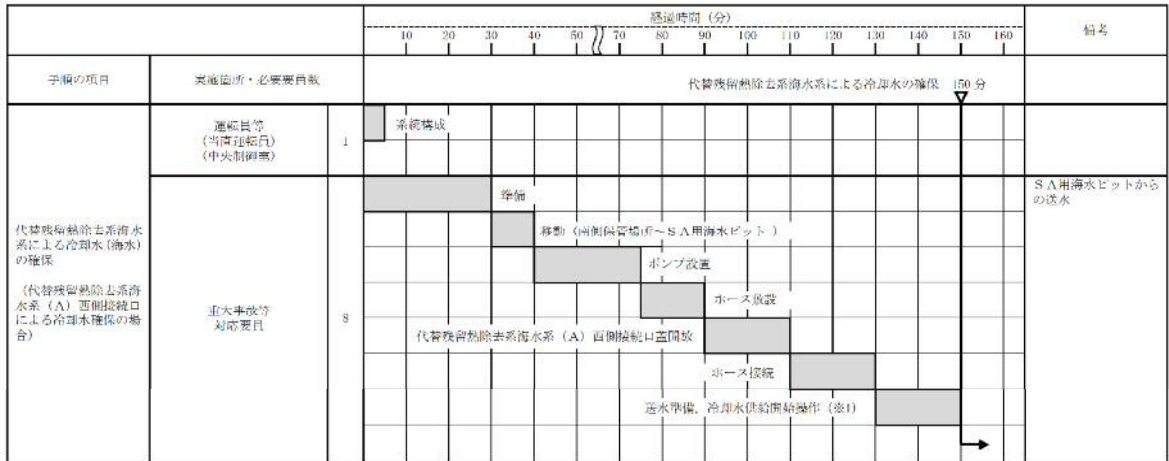 経過時間（分）
備考
10 20 30 40 50 60 70 80 90 100 110 120 130 140 150 160
手順の項目
実施箇所・必要要員数
代替残留熱除去系海水系による冷却水の確保 150分
運転員等
（当直運転員）
（中央制御室）
1
系統構成
代替残留熱除去系海水
系による冷却水（海水）
の確保
（代替残留熱除去系海
水系（A）西側接続口
による冷却水確保の場
合）
重大事故等
対応要員
8
準備
移動（南側保管場所～ＳＡ用海水ピット）
ポンプ設置
ホース敷設
代替残留熱除去系海水系（A）西側接続口蓋開放
ホース接続
送水準備，冷却水供給開始操作（※1）
ＳＡ用海水ピットから
の送水